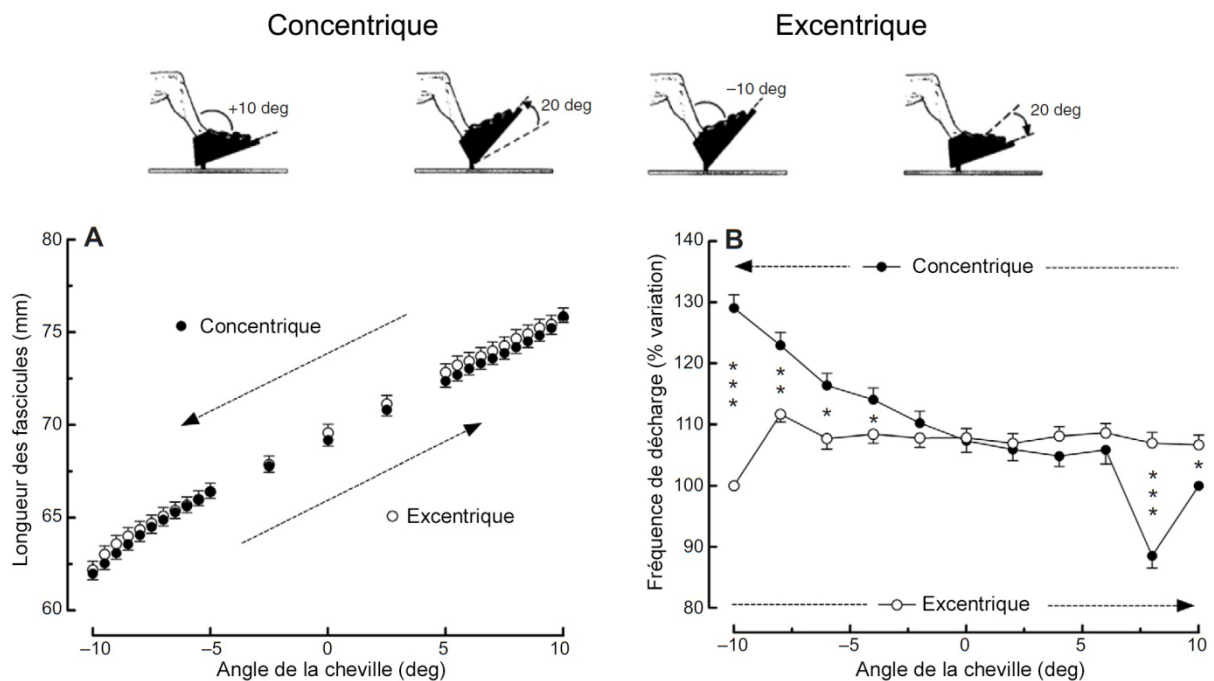 Concentrique
Excentrique
+10 deg
20 deg
–10 deg
20 deg
A
80
75
70
65
60
Longueur des fascicules (mm)
Concentrique
Excentrique
–10
–5
0
5
10
Angle de la cheville (deg)
B
140
130
120
110
100
90
80
Fréquence de décharge (% variation)
Concentrique
* * *
* *
*
*
* * *
*
Excentrique
–10
–5
0
5
10
Angle de la cheville (deg)